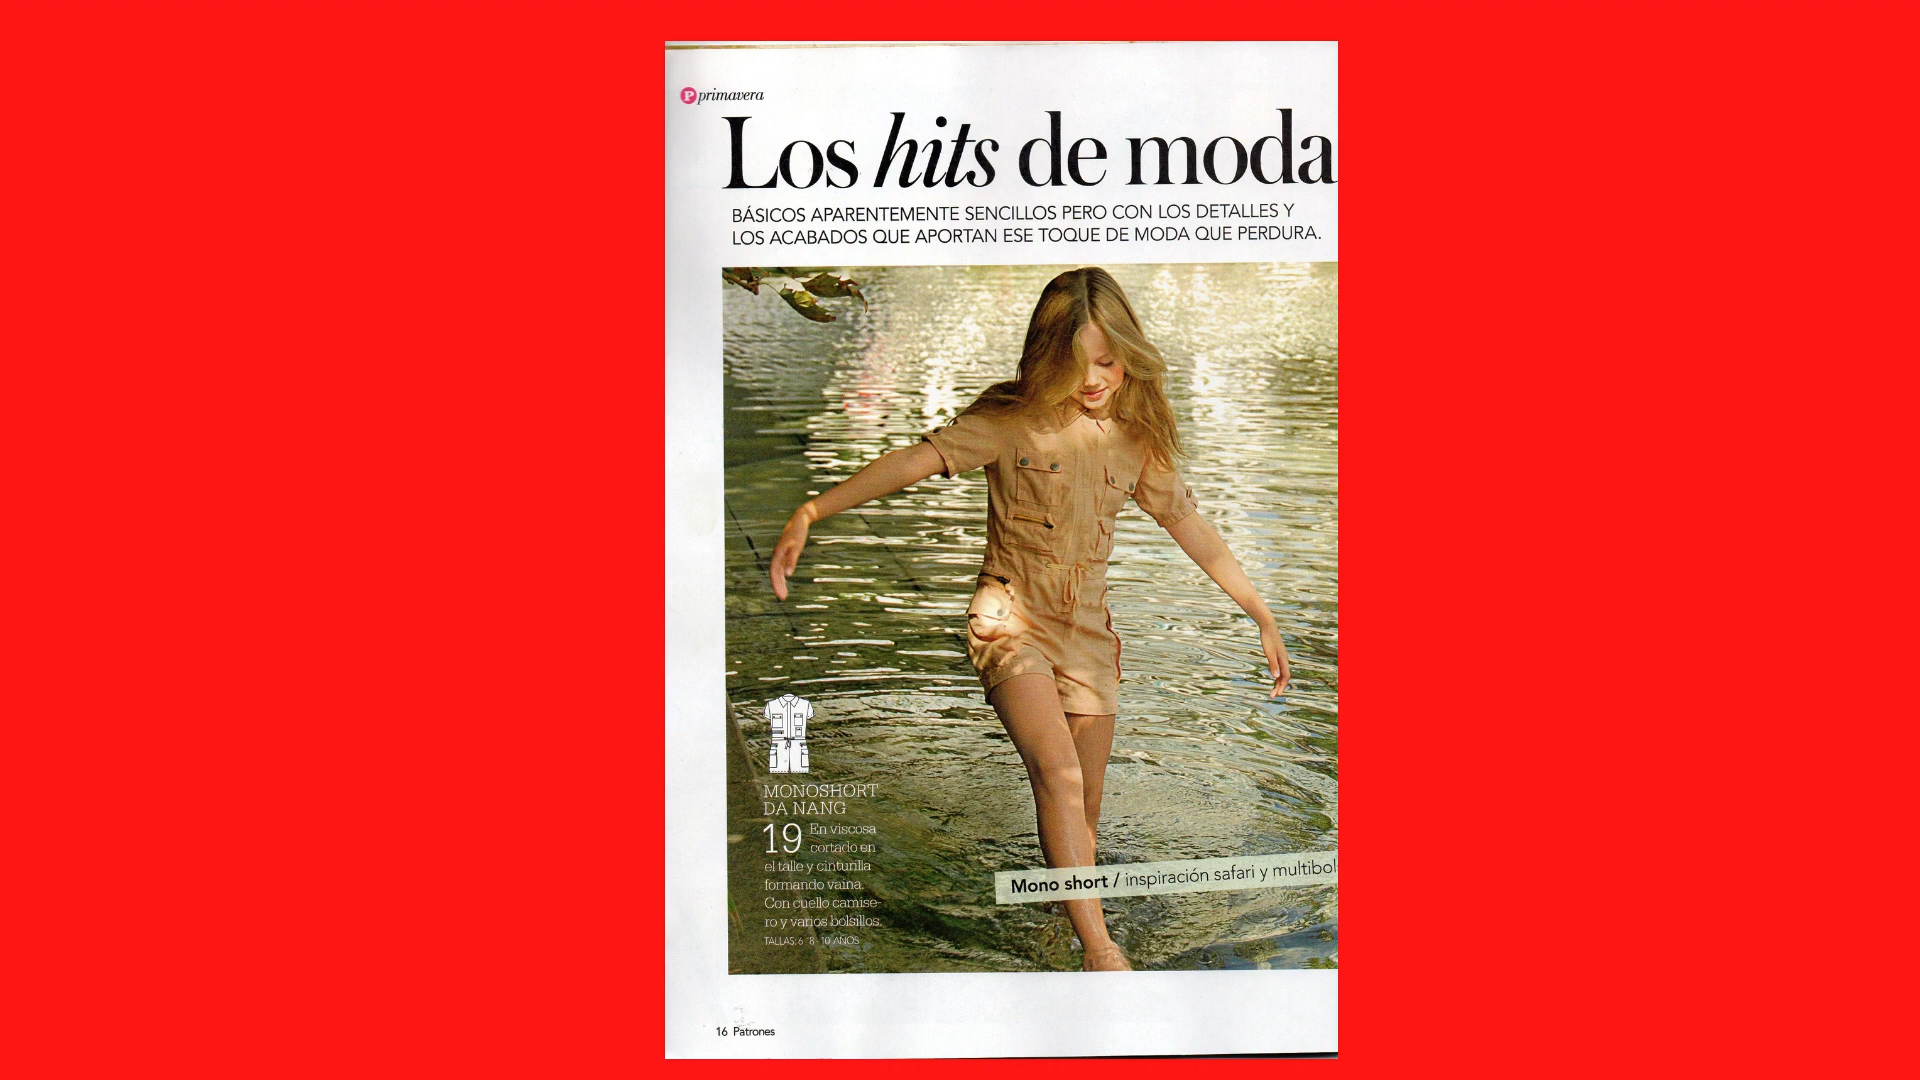 P primavera
Los hits de moda
BÁSICOS APARENTEMENTE SENCILLOS PERO CON LOS DETALLES Y
LOS ACABADOS QUE APORTAN ESE TOQUE DE MODA QUE PERDURA.
MONOSHORT
DA NANG
19 En viscosa
cortado en
el talle y cinturilla
formando vaina.
Con cuello camise-
ro y varios bolsillos.
TALLAS: 6 - 8 - 10 AÑOS
Mono short / inspiración safari y multibols
16 Patrones